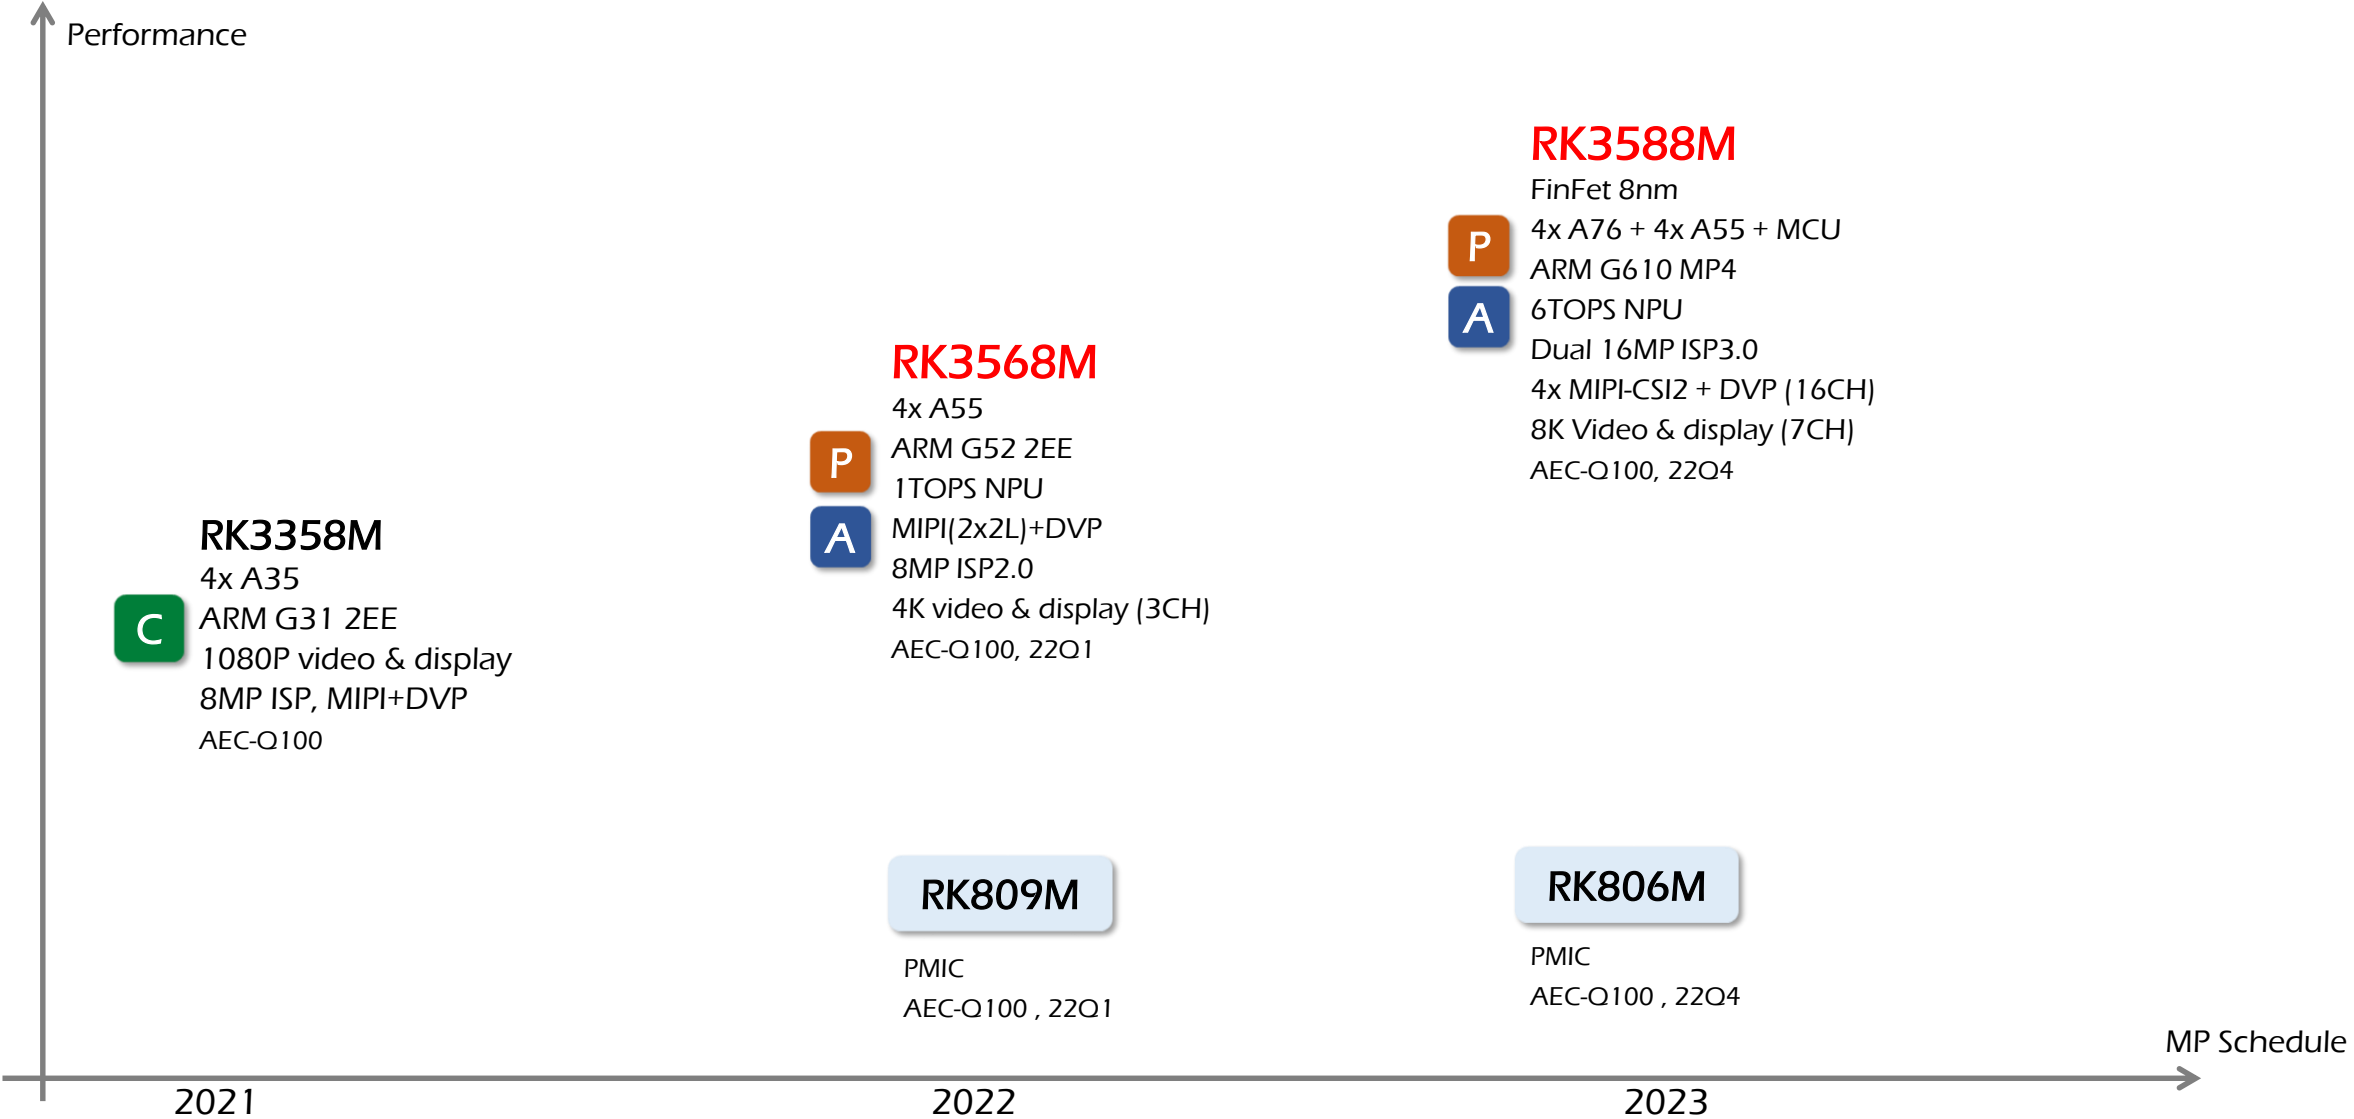 Performance
RK3358M
4x A35
ARM G31 2EE
1080P video & display
8MP ISP, MIPI+DVP
AEC-Q100
C
RK3568M
4x A55
ARM G52 2EE
1TOPS NPU
MIPI(2x2L)+DVP
8MP ISP2.0
4K video & display (3CH)
AEC-Q100, 22Q1
P
A
RK3588M
FinFet 8nm
4x A76 + 4x A55 + MCU
ARM G610 MP4
6TOPS NPU
Dual 16MP ISP3.0
4x MIPI-CSI2 + DVP (16CH)
8K Video & display (7CH)
AEC-Q100, 22Q4
P
A
RK809M
PMIC
AEC-Q100 , 22Q1
RK806M
PMIC
AEC-Q100 , 22Q4
MP Schedule
2021
2022
2023